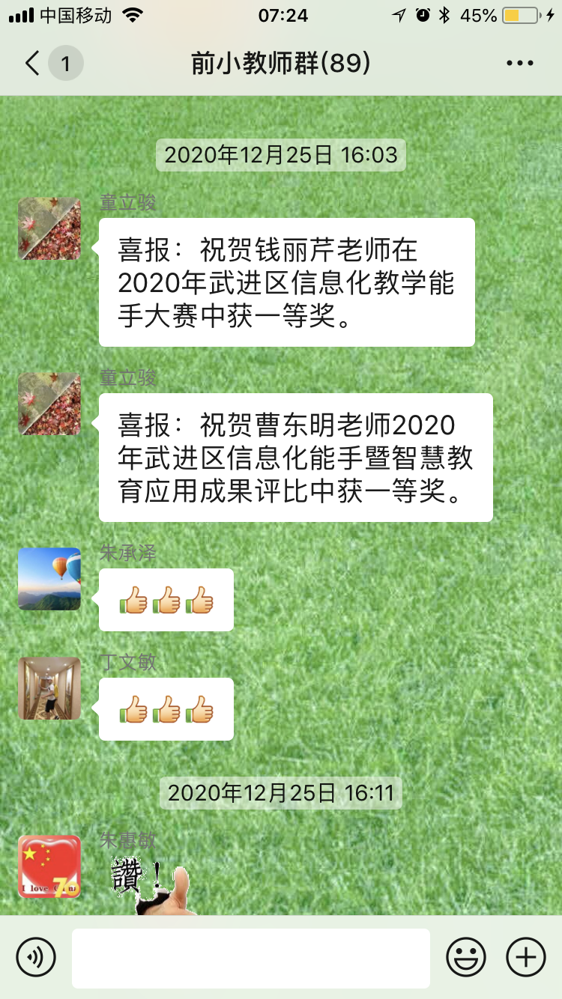 中国移动
07:24
45%
1
前小教师群(89)
2020年12月25日 16:03
童立骏
喜报：祝贺钱丽芹老师在
2020年武进区信息化教学能
手大赛中获一等奖。
童立骏
喜报：祝贺曹东明老师2020
年武进区信息化能手暨智慧教
育应用成果评比中获一等奖。
朱承泽
丁文敏
2020年12月25日 16:11
朱惠敏
讚！
I love
70